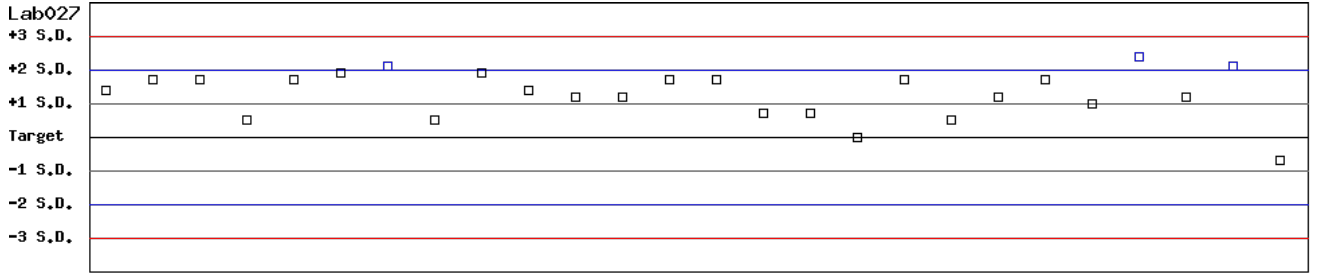 Lab027
+3 S.D.
+2 S.D.
+1 S.D.
Target
-1 S.D.
-2 S.D.
-3 S.D.